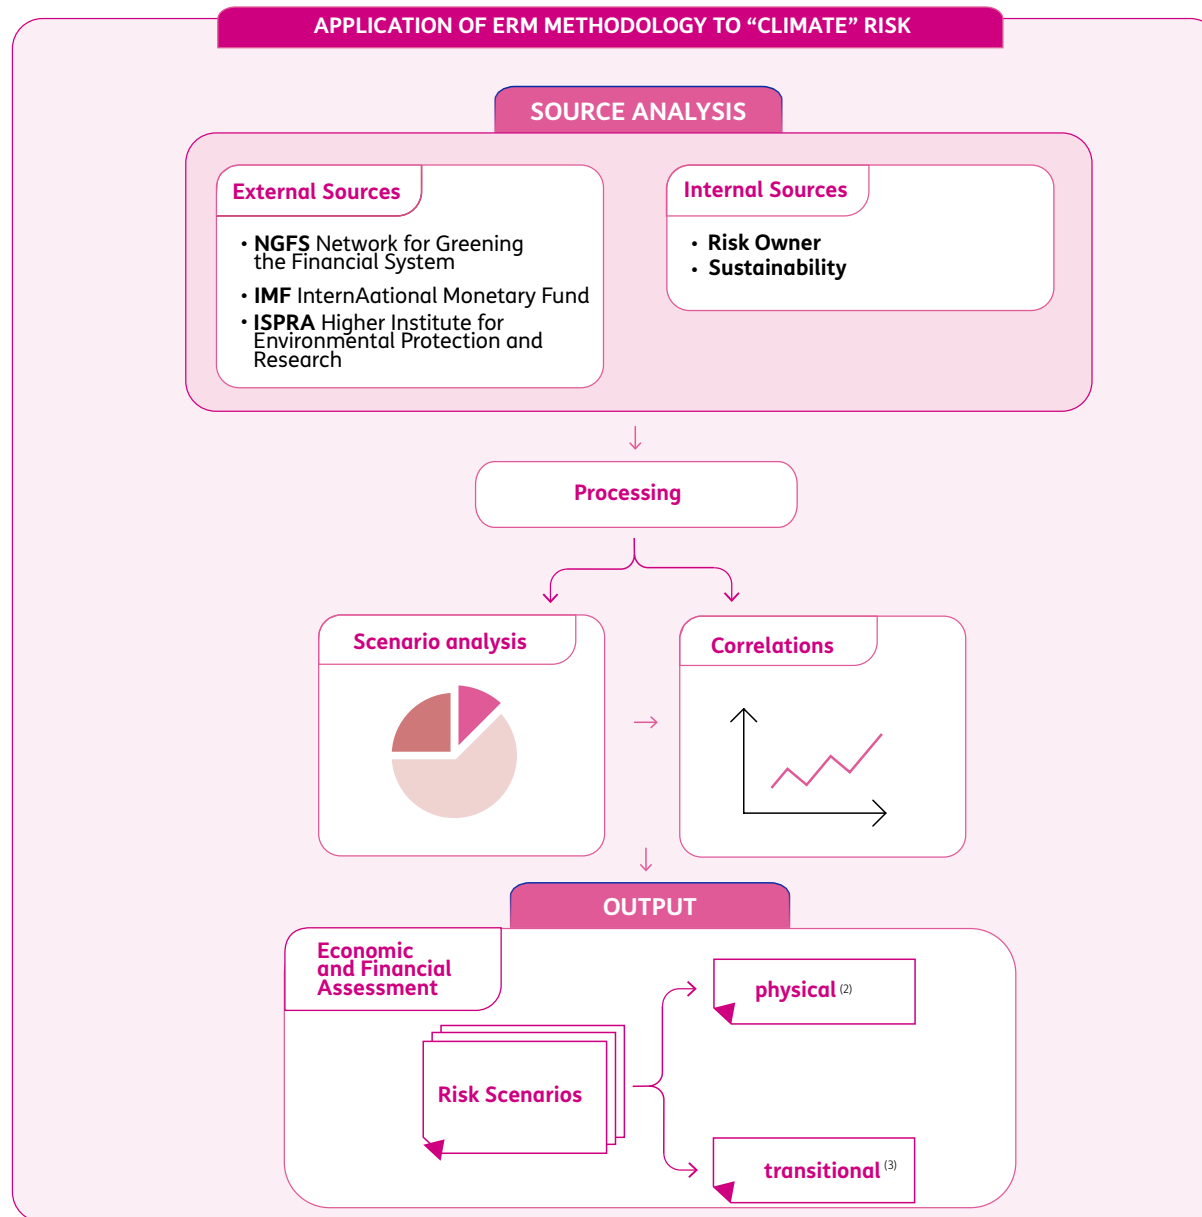 APPLICATION OF ERM METHODOLOGY TO “CLIMATE” RISK
SOURCE ANALYSIS
External Sources
• NGFS Network for Greening
the Financial System
• IMF InternAational Monetary Fund
• ISPRA Higher Institute for
Environmental Protection and
Research
Internal Sources
• Risk Owner
• Sustainability
Processing
Scenario analysis
Correlations
OUTPUT
Economic
and Financial
Assessment
Risk Scenarios
physical (2)
transitional (3)